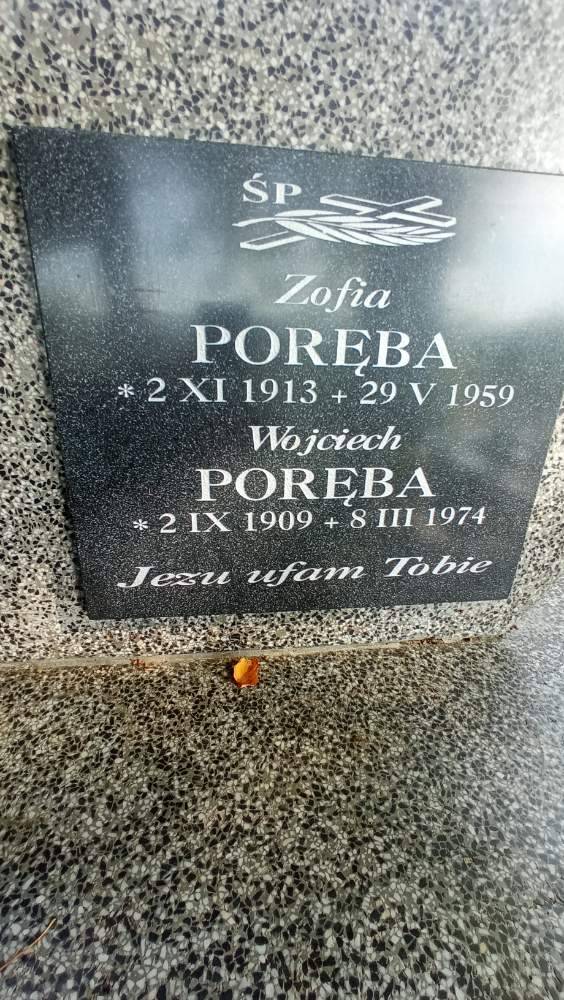 ŚP
Zofia
PORĘBA
* 2 XI 1913 + 29 V 1959
Wojciech
PORĘBA
* 2 IX 1909 + 8 III 1974
Jezu ufam Tobie